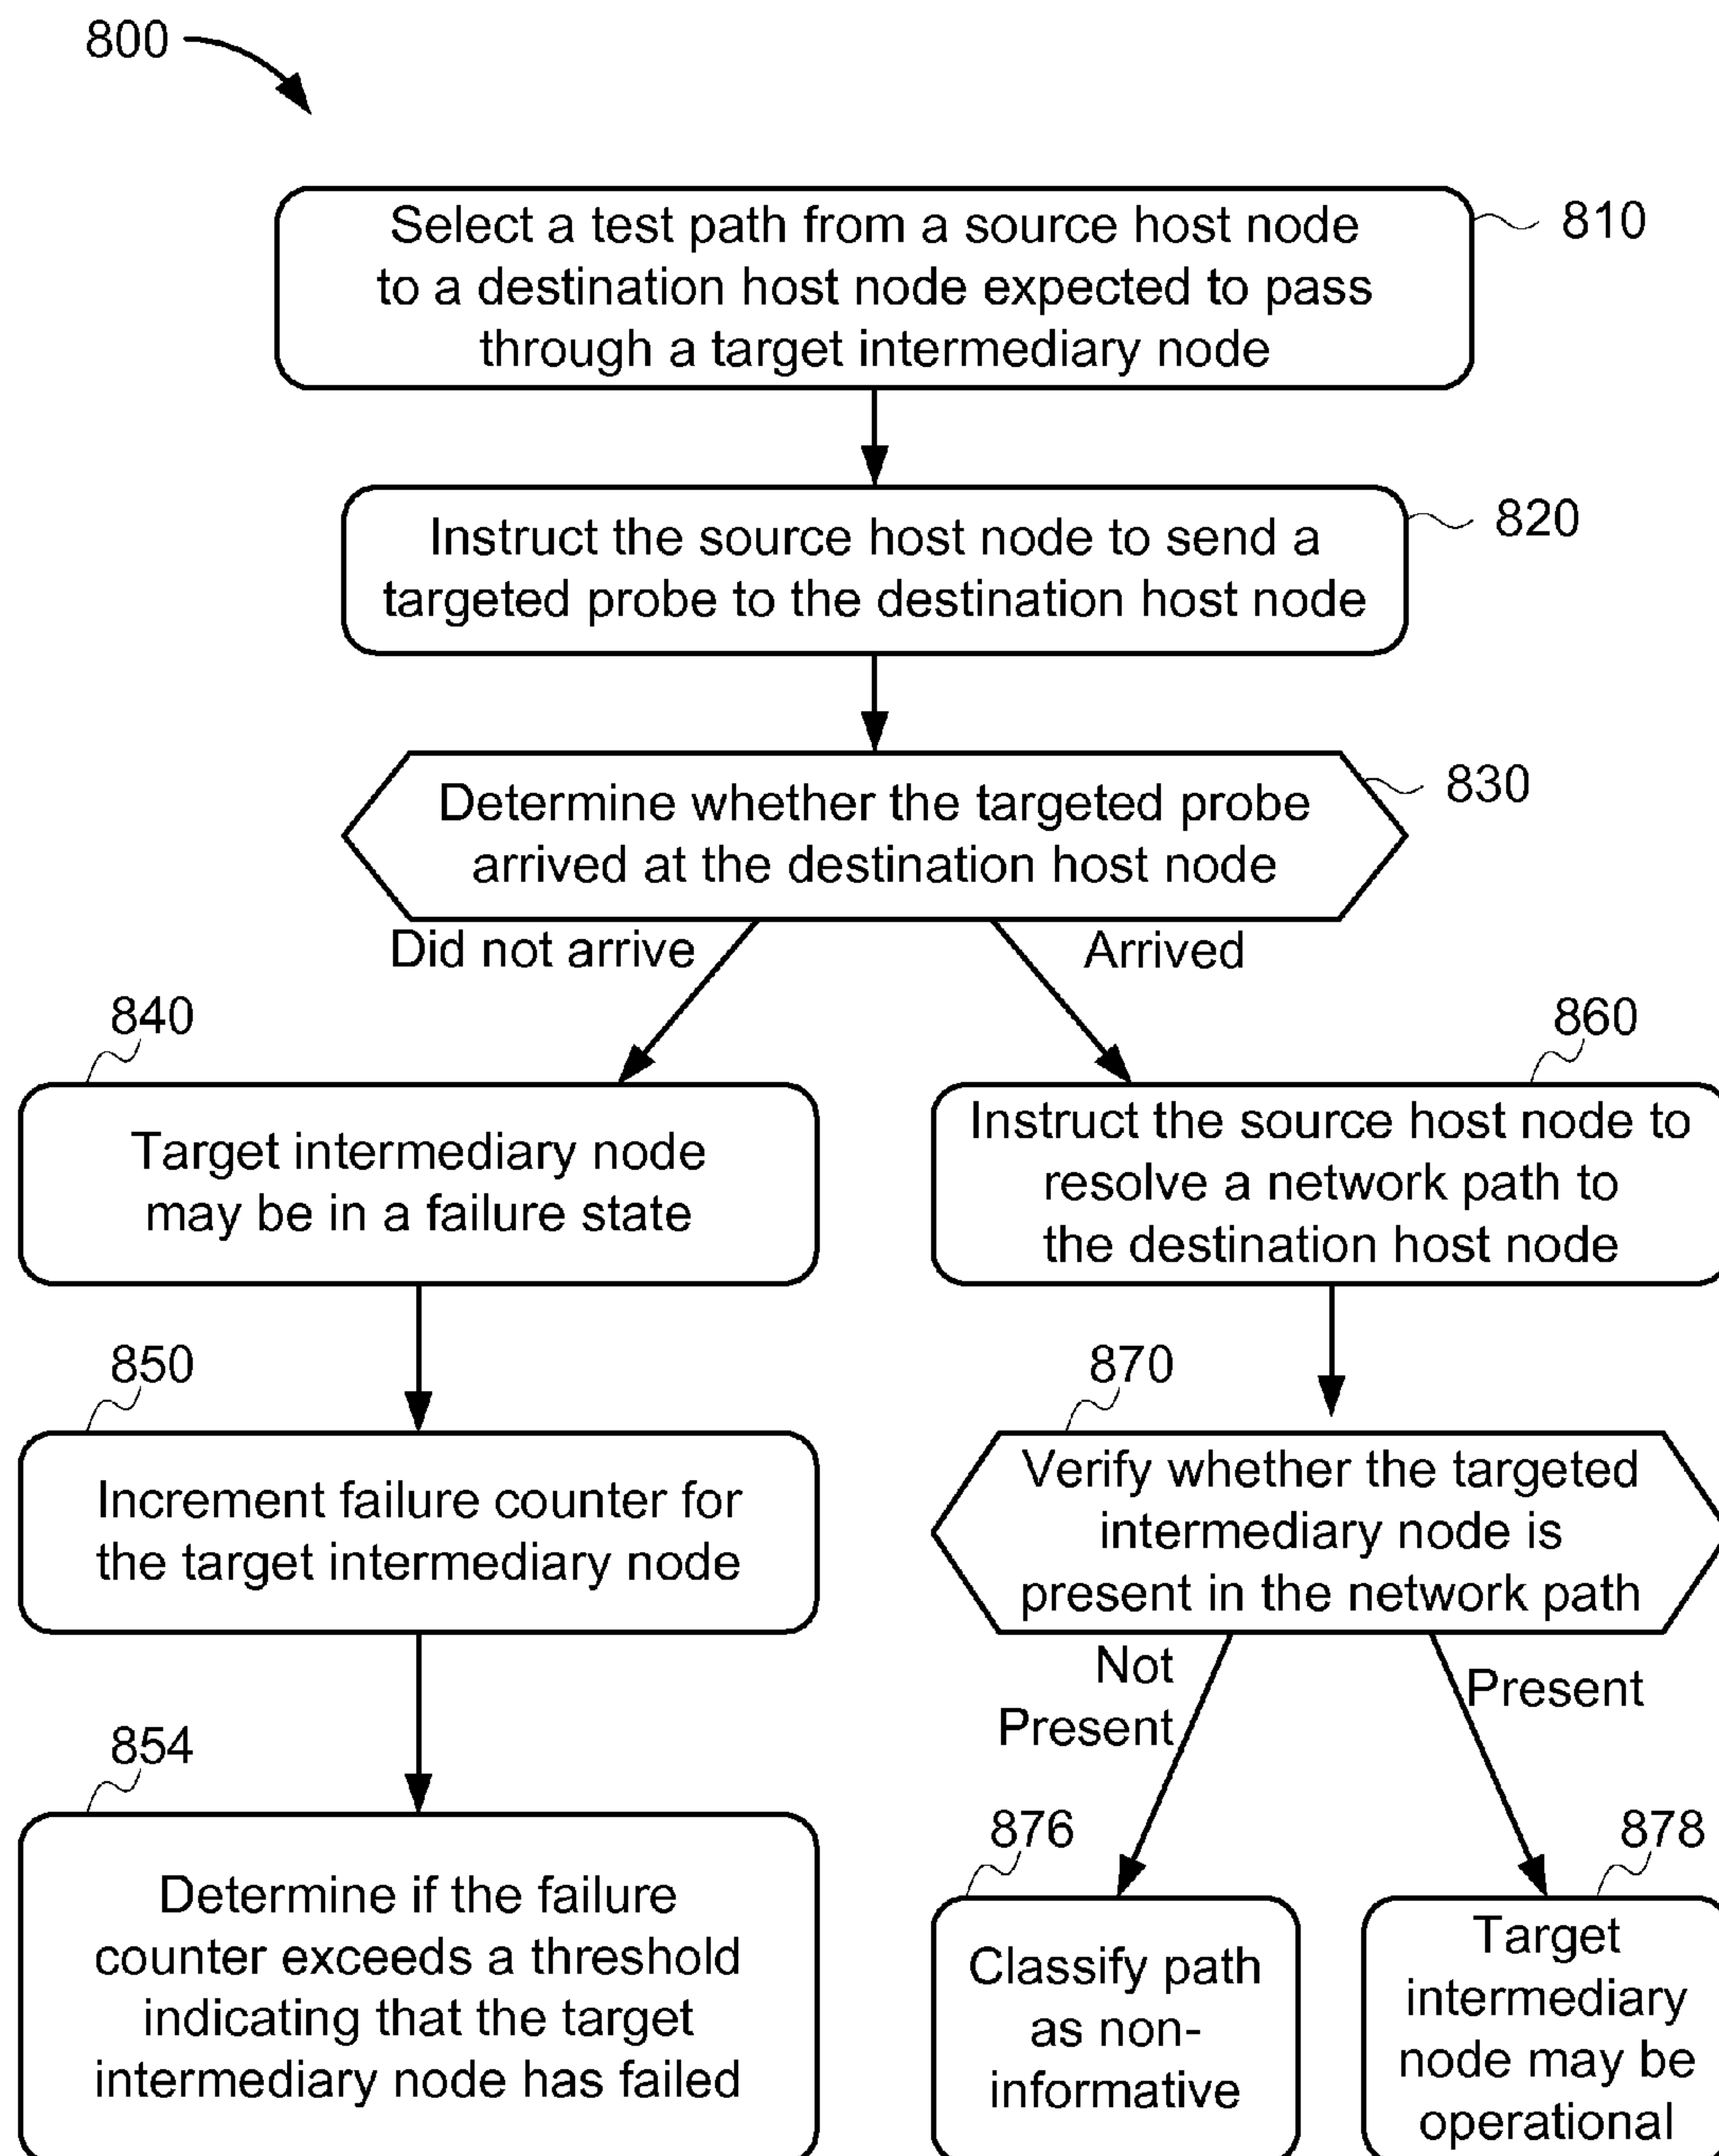 800
Select a test path from a source host node
to a destination host node expected to pass
through a target intermediary node
810
Instruct the source host node to send a
targeted probe to the destination host node
820
Determine whether the targeted probe
arrived at the destination host node
830
Did not arrive
Arrived
840
Target intermediary node
may be in a failure state
860
Instruct the source host node to
resolve a network path to
the destination host node
850
Increment failure counter for
the target intermediary node
870
Verify whether the targeted
intermediary node is
present in the network path
Not
Present
Present
854
Determine if the failure
counter exceeds a threshold
indicating that the target
intermediary node has failed
876
Classify path
as non-
informative
878
Target
intermediary
node may be
operational